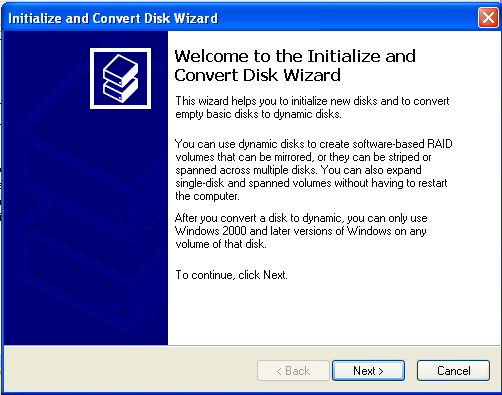 Initialize and Convert Disk Wizard
Welcome to the Initialize and
Convert Disk Wizard
This wizard helps you to initialize new disks and to convert
empty basic disks to dynamic disks.
You can use dynamic disks to create software-based RAID
volumes that can be mirrored, or they can be striped or
spanned across multiple disks. You can also expand
single-disk and spanned volumes without having to restart
the computer.
After you convert a disk to dynamic, you can only use
Windows 2000 and later versions of Windows on any
volume of that disk.
To continue, click Next.
< Back
Next >
Cancel